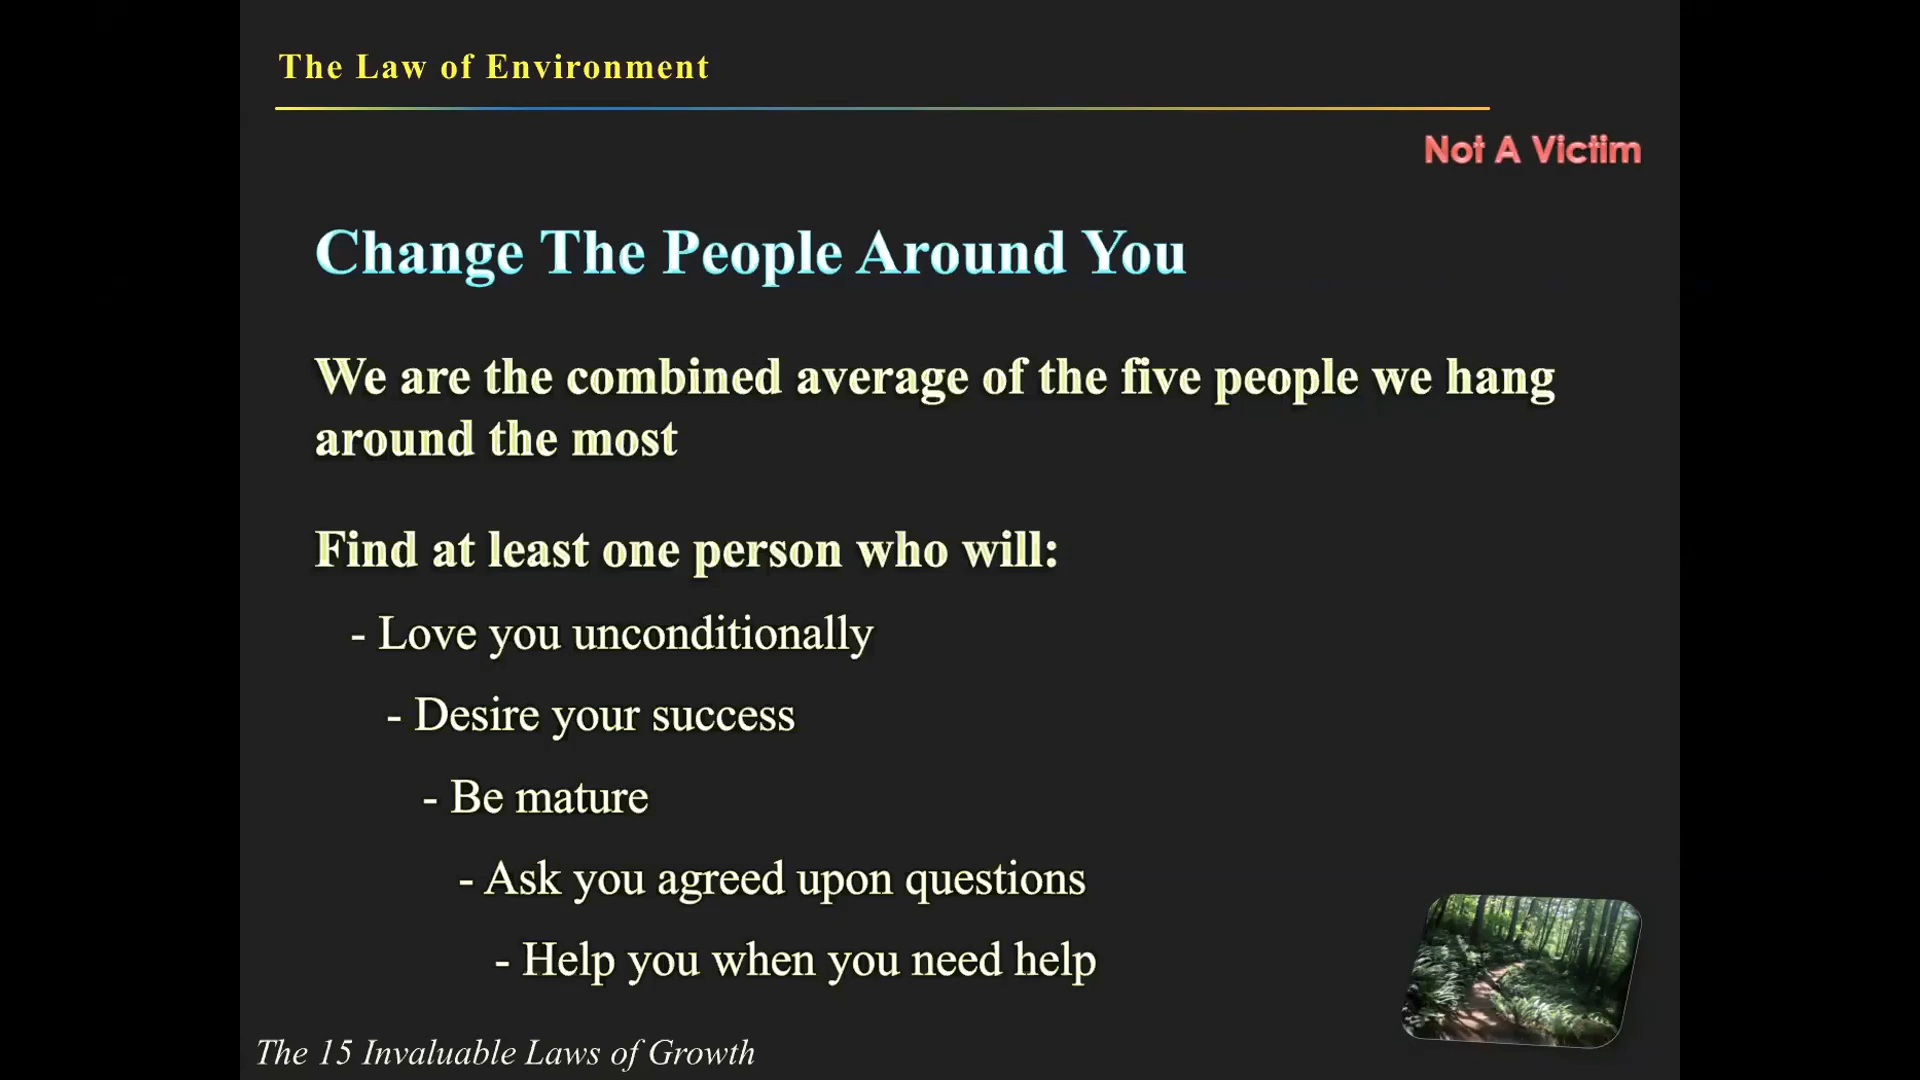 The Law of Environment
Not A Victim
Change The People Around You
We are the combined average of the five people we hang
around the most
Find at least one person who will:
- Love you unconditionally
- Desire your success
- Be mature
- Ask you agreed upon questions
- Help you when you need help
The 15 Invaluable Laws of Growth